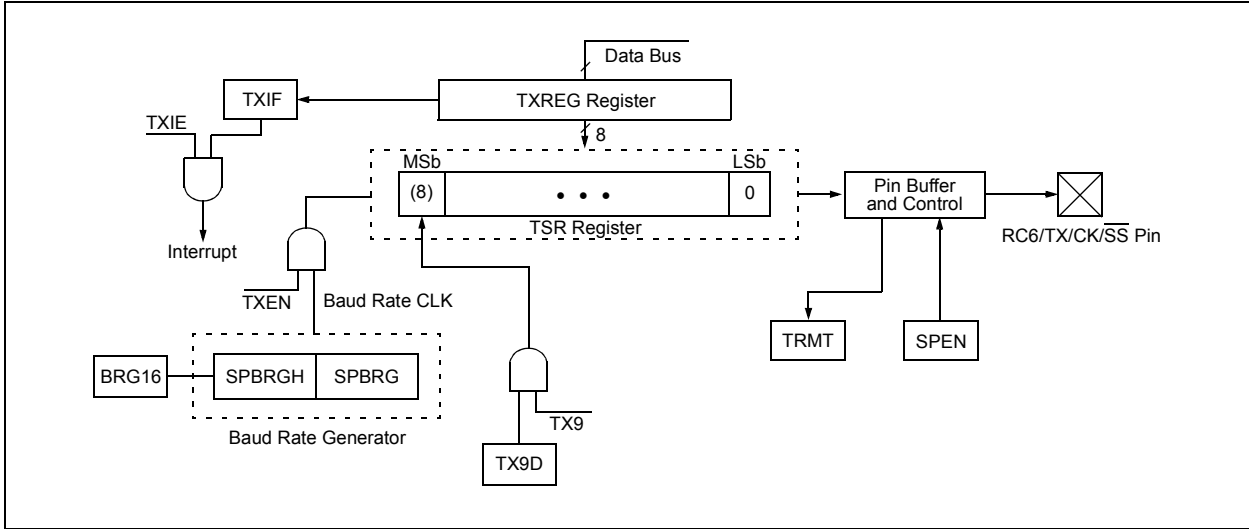 Data Bus
TXIF
TXREG Register
TXIE
8
MSb
LSb
(8)
• • •
0
Pin Buffer
and Control
TSR Register
RC6/TX/CK/SS Pin
Interrupt
TXEN
Baud Rate CLK
TRMT
SPEN
BRG16
SPBRGH
SPBRG
TX9
Baud Rate Generator
TX9D